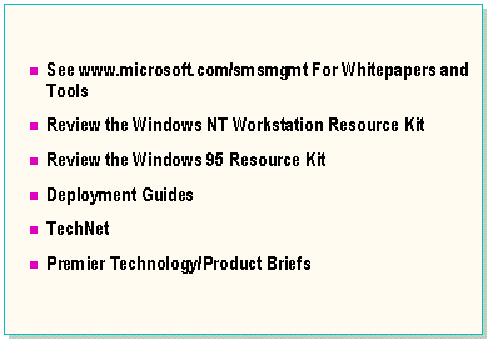 See www.microsoft.com/smsmgmt For Whitepapers and
Tools
Review the Windows NT Workstation Resource Kit
Review the Windows 95 Resource Kit
Deployment Guides
TechNet
Premier Technology/Product Briefs